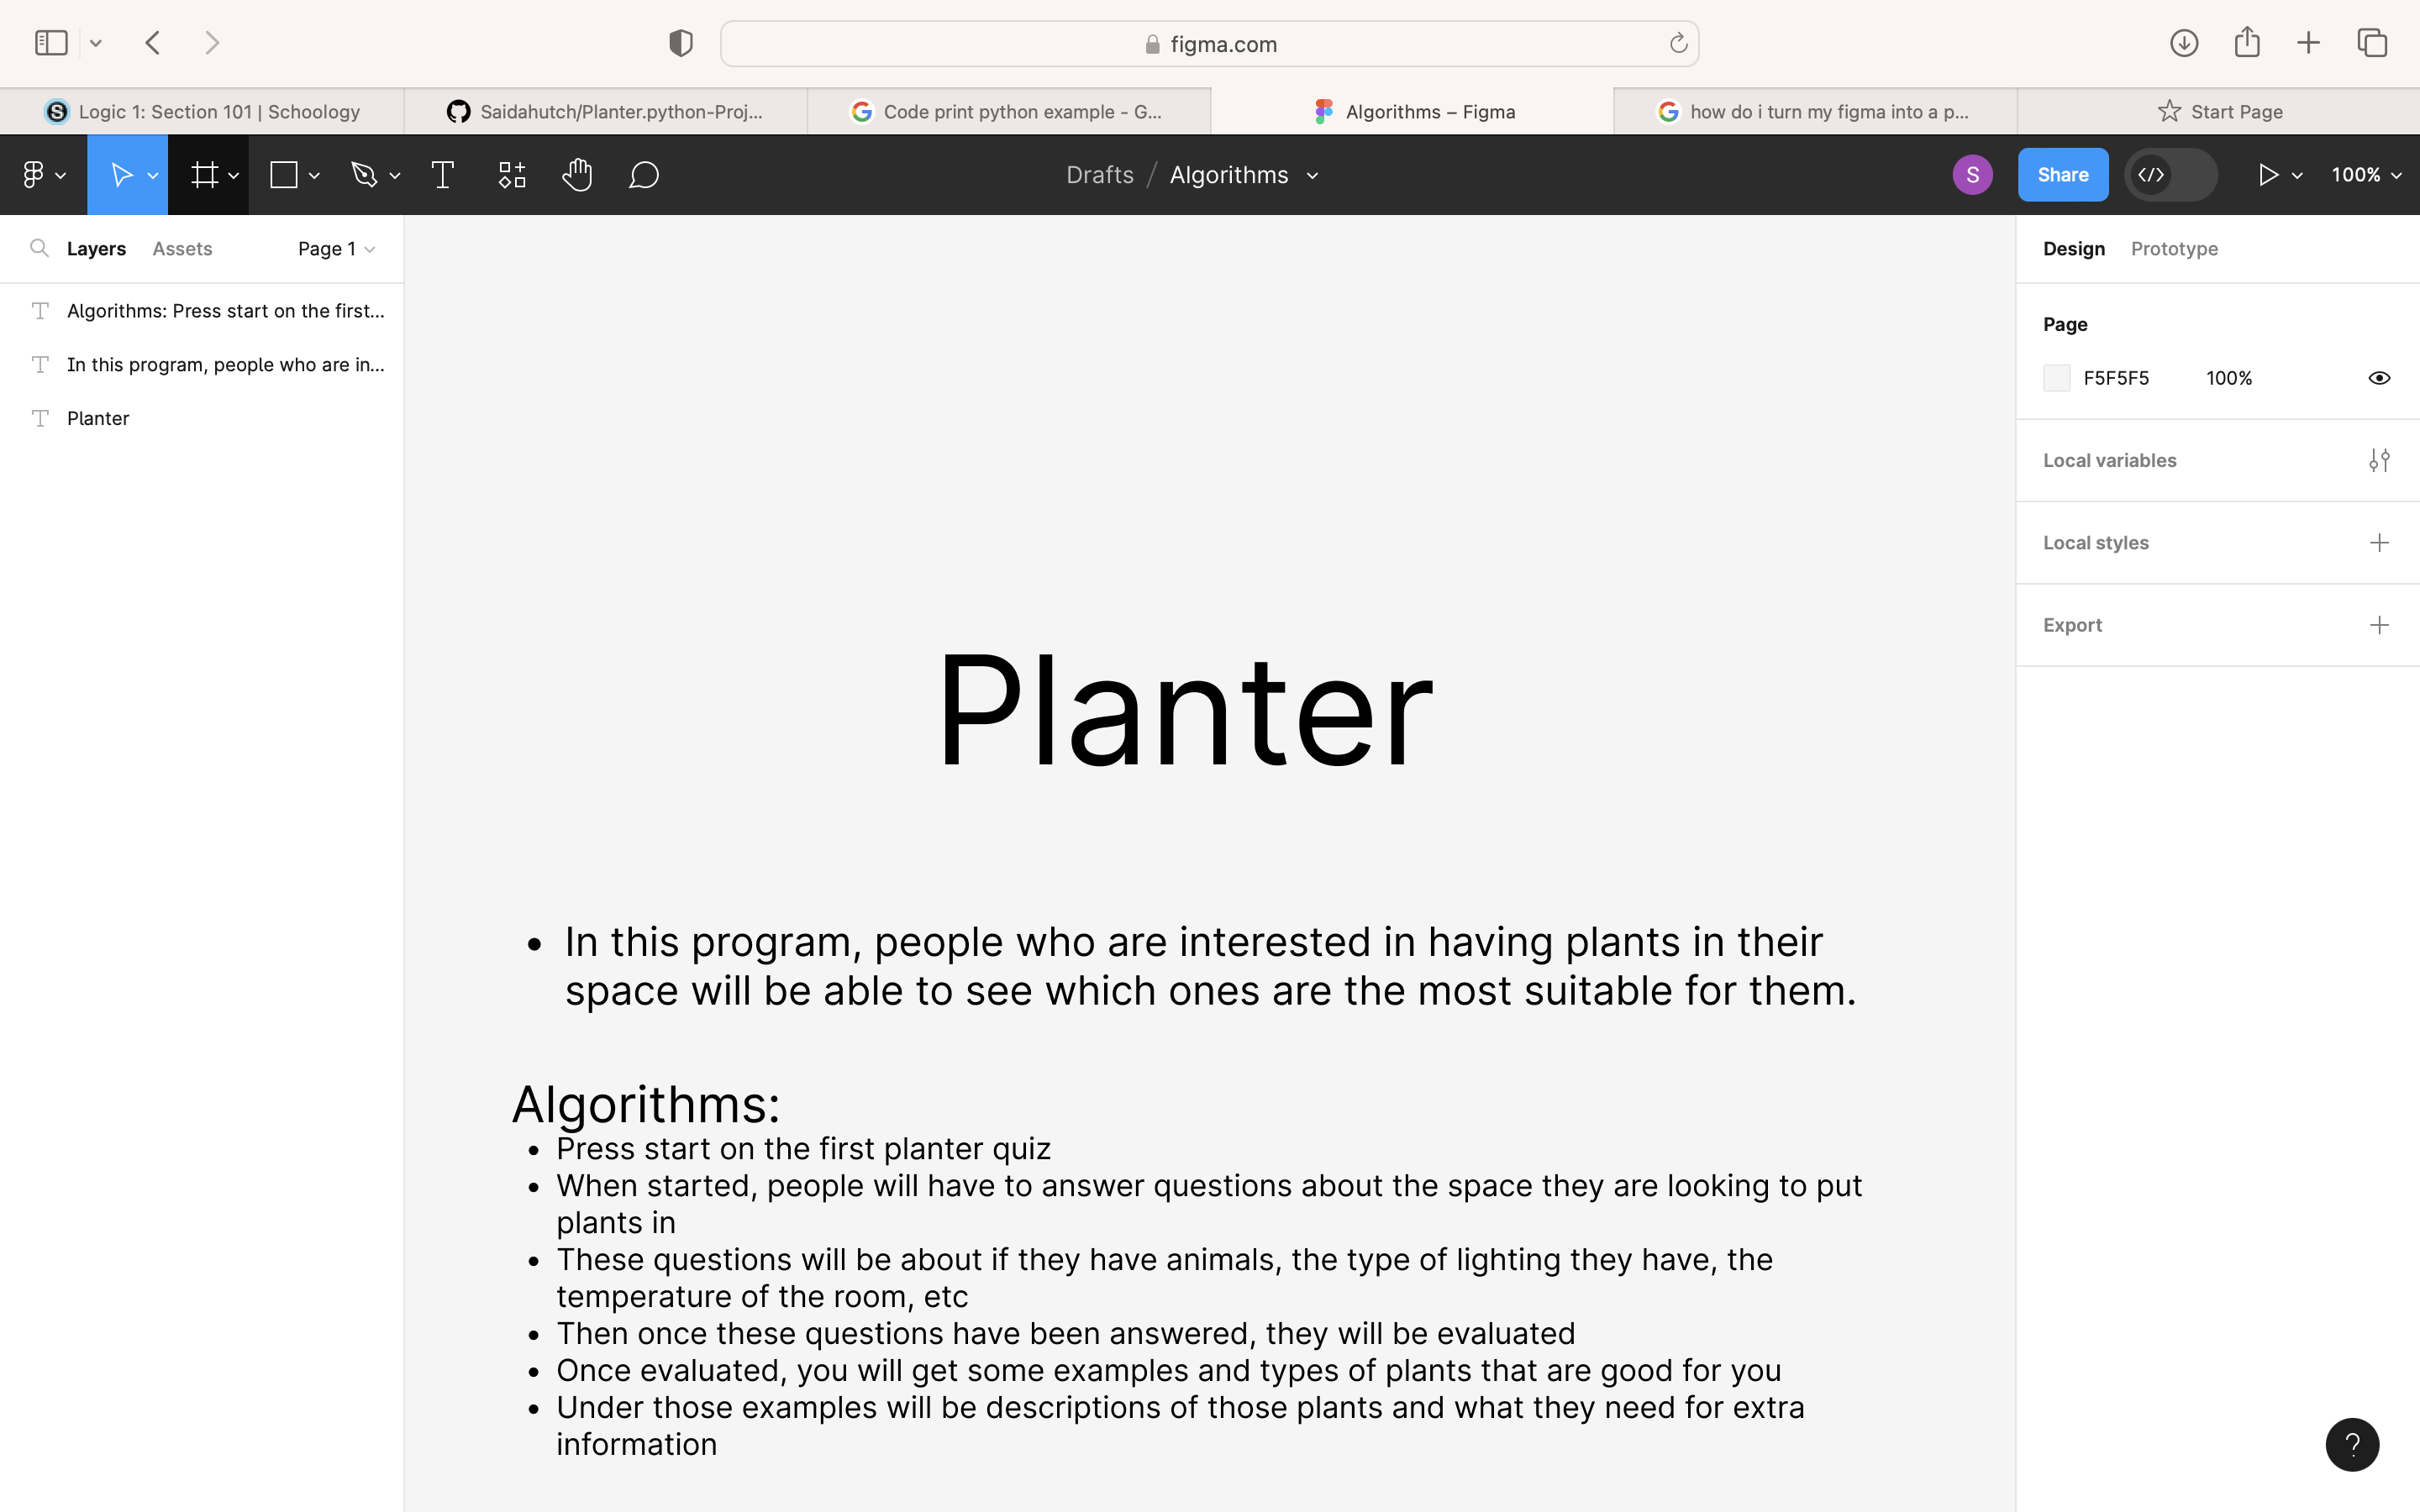 figma.com
Logic 1: Section 101 | Schoology
Saidahutch/Planter.python-Proj...
Code print python example - G...
Algorithms – Figma
how do i turn my figma into a p...
Start Page
Drafts / Algorithms
S
Share
100%
Layers
Assets
Page 1
Design
Prototype
Algorithms: Press start on the first...
In this program, people who are in...
Planter
Page
F5F5F5 100%
Local variables
Local styles
Export
Planter
• In this program, people who are interested in having plants in their
space will be able to see which ones are the most suitable for them.
Algorithms:
• Press start on the first planter quiz
• When started, people will have to answer questions about the space they are looking to put
plants in
• These questions will be about if they have animals, the type of lighting they have, the
temperature of the room, etc
• Then once these questions have been answered, they will be evaluated
• Once evaluated, you will get some examples and types of plants that are good for you
• Under those examples will be descriptions of those plants and what they need for extra
information
?